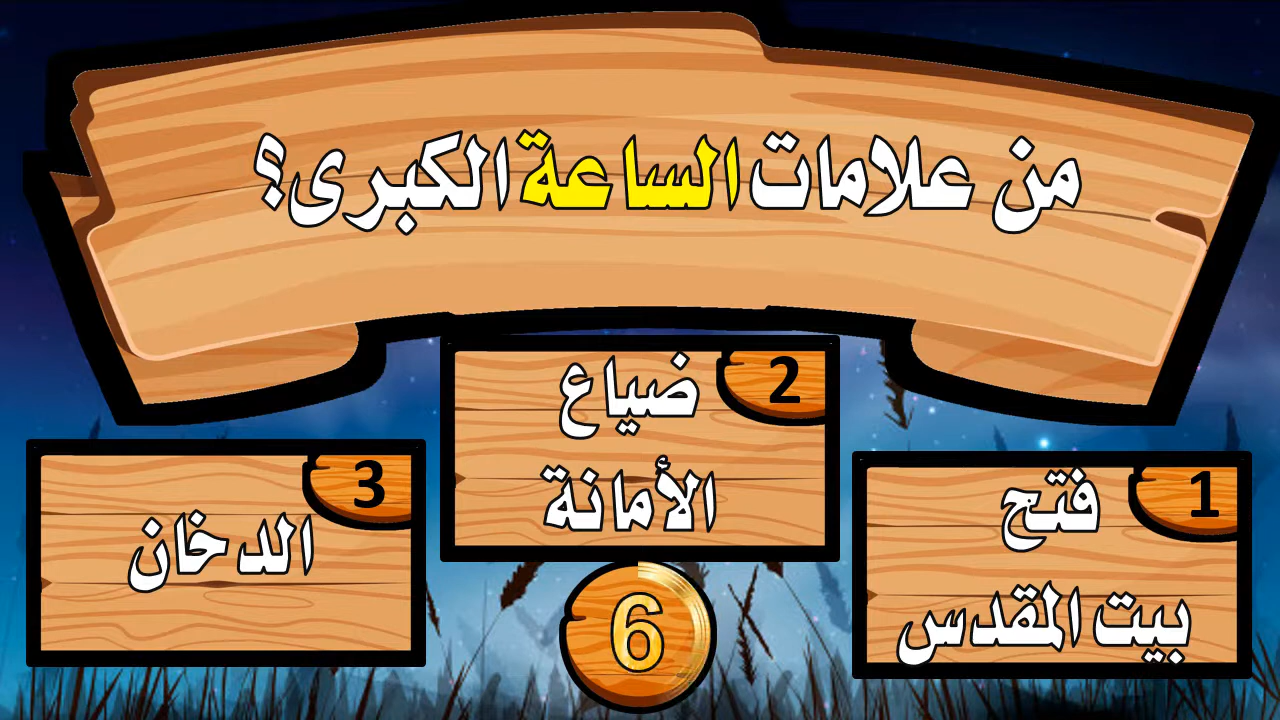 من علامات الساعة الكبرى؟
1
فتح
بيت المقدس
2
ضياع
الأمانة
3
الدخان
6